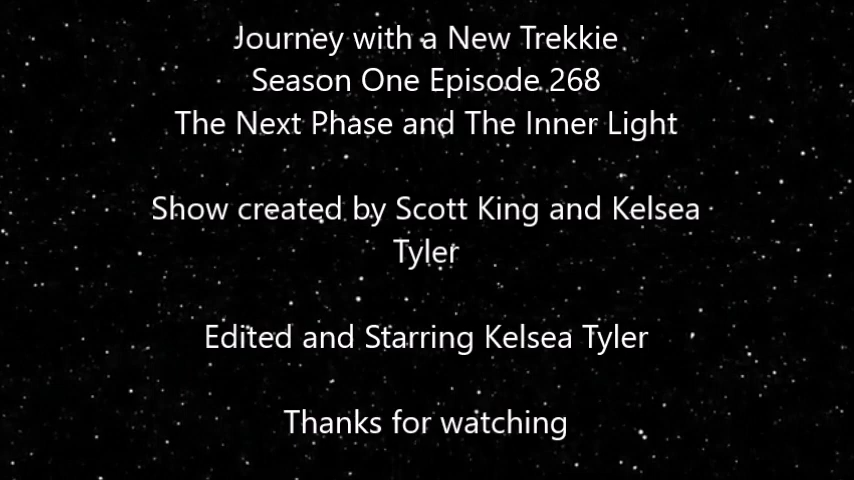 Journey with a New Trekkie
Season One Episode 268
The Next Phase and The Inner Light
Show created by Scott King and Kelsea
Tyler
Edited and Starring Kelsea Tyler
Thanks for watching